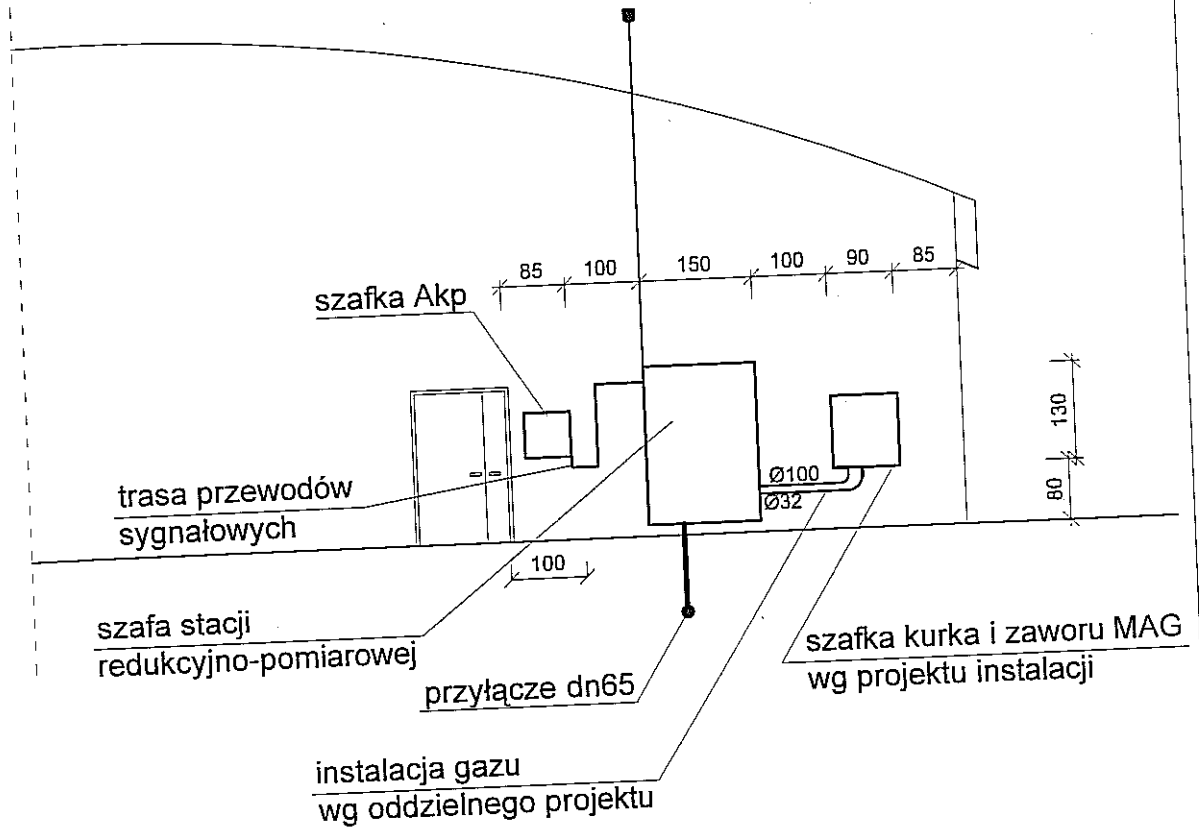 85
100
150
100
90
85
szafka Akp
130
80
Ø100
Ø32
trasa przewodów
sygnałowych
100
szafa stacji
redukcyjno-pomiarowej
szafka kurka i zaworu MAG
wg projektu instalacji
przyłącze dn65
instalacja gazu
wg oddzielnego projektu